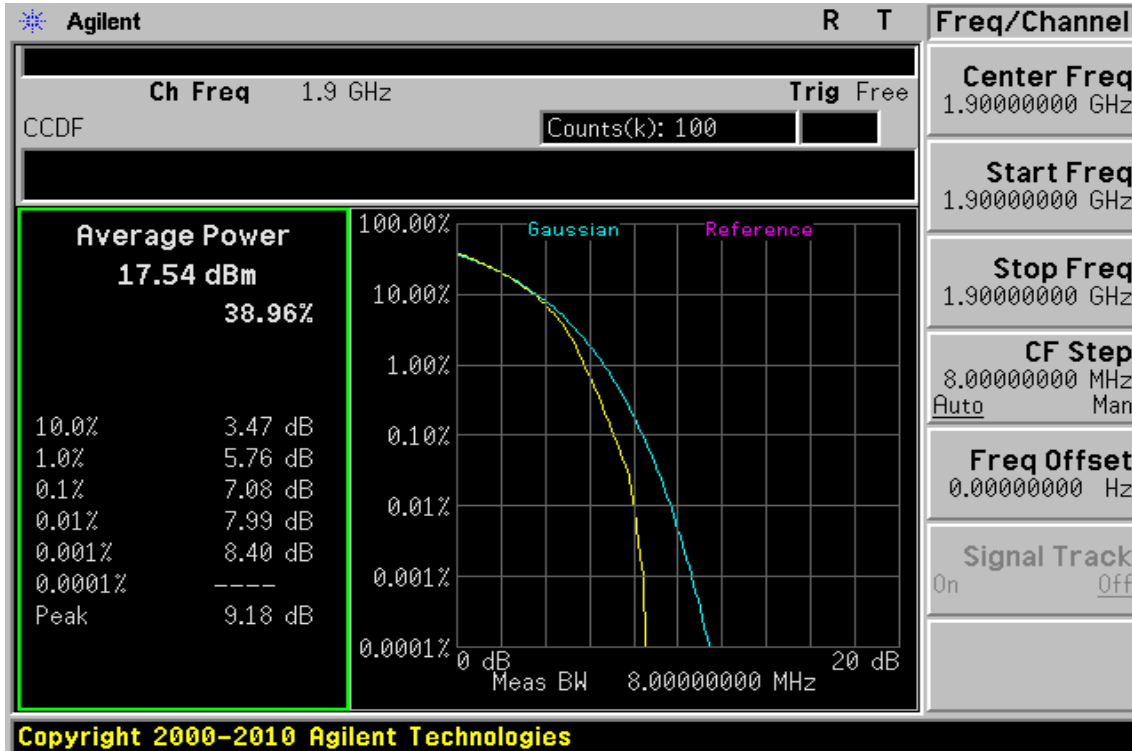 Agilent R T Freq/Channel
Ch Freq 1.9 GHz Trig Free
CCDF Counts(k): 100
Average Power
17.54 dBm
38.96%
10.0% 3.47 dB
1.0% 5.76 dB
0.1% 7.08 dB
0.01% 7.99 dB
0.001% 8.40 dB
0.0001% ----
Peak 9.18 dB
Gaussian Reference
100.00%
10.00%
1.00%
0.10%
0.01%
0.001%
0.0001%
0 dB 20 dB
Meas BW 8.00000000 MHz
Center Freq
1.90000000 GHz
Start Freq
1.90000000 GHz
Stop Freq
1.90000000 GHz
CF Step
8.00000000 MHz
Auto Man
Freq Offset
0.00000000 Hz
Signal Track
On Off
Copyright 2000-2010 Agilent Technologies